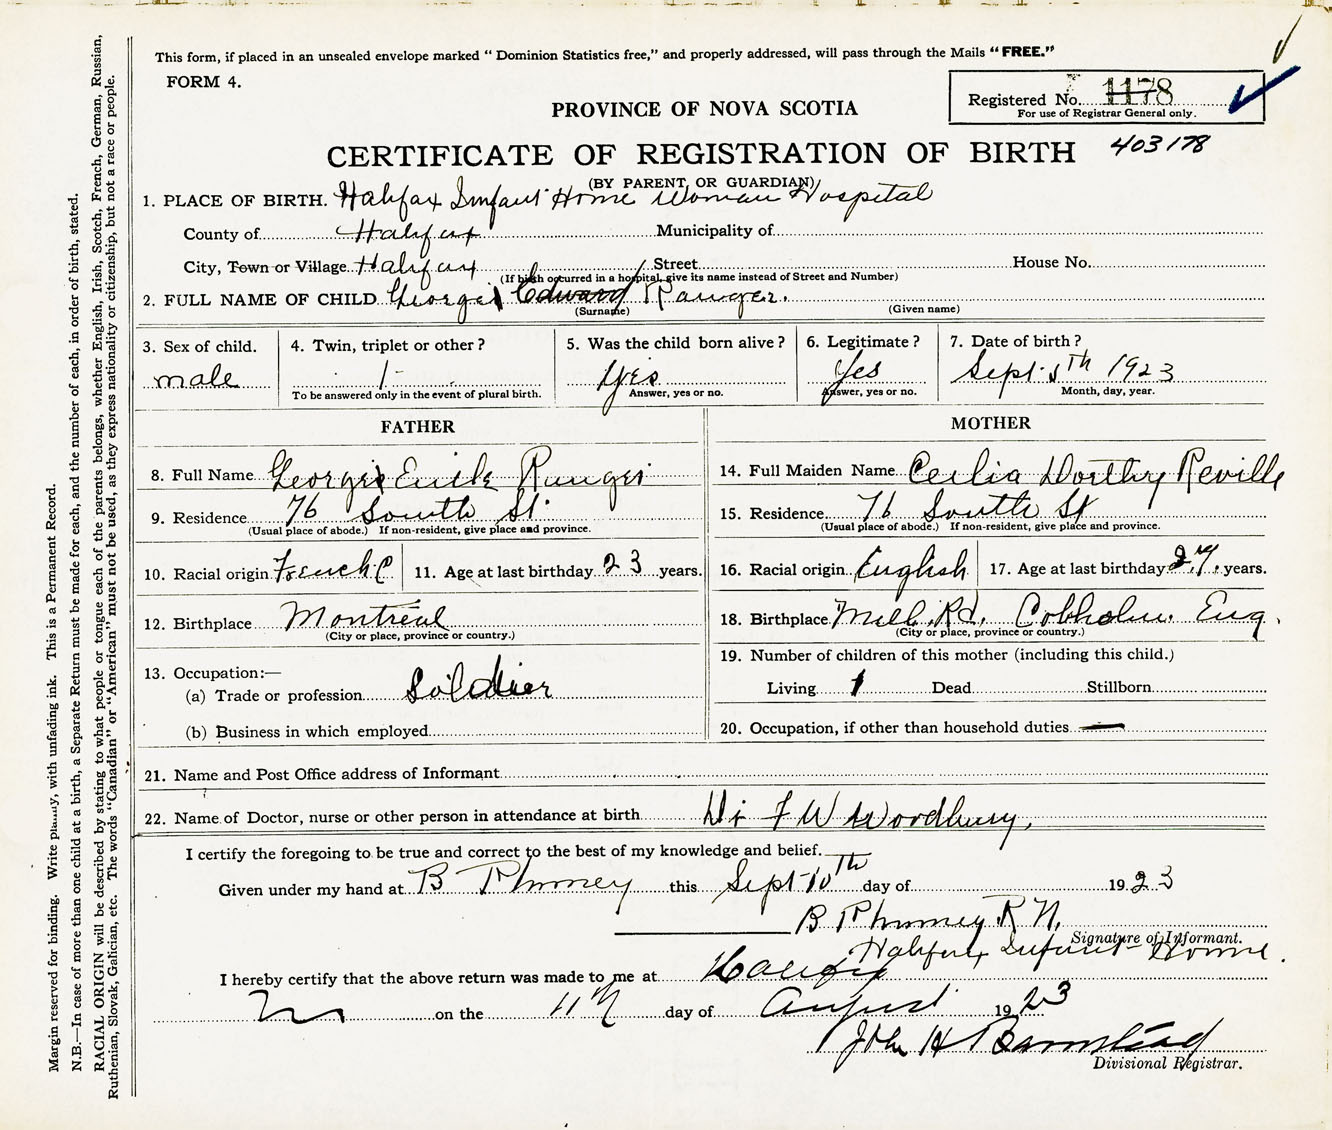 This form, if placed in an unsealed envelope marked " Dominion Statistics free," and properly addressed, will pass through the Mails "FREE."
FORM 4.
Registered No. 1178
For use of Registrar General only.
PROVINCE OF NOVA SCOTIA
403178
CERTIFICATE OF REGISTRATION OF BIRTH
(BY PARENT OR GUARDIAN)
1. PLACE OF BIRTH. Halifax Infant Home Woman Hospital
County of Halifax Municipality of
City, Town or Village Halifax Street House No.
(If birth occurred in a hospital, give its name instead of Street and Number)
2. FULL NAME OF CHILD George Edward Ranger.
(Surname) (Given name)
3. Sex of child. 4. Twin, triplet or other ? 5. Was the child born alive ? 6. Legitimate ? 7. Date of birth ?
male 1 Yes Yes Sept. 5th 1923
To be answered only in the event of plural birth. Answer, yes or no. Answer, yes or no. Month, day, year.
FATHER MOTHER
8. Full Name George Ranger 14. Full Maiden Name Cecilia Dorthy Reville
9. Residence 76 South St 15. Residence 76 South St
(Usual place of abode.) If non-resident, give place and province. (Usual place of abode.) If non-resident, give place and province.
10. Racial origin French C 11. Age at last birthday 23 years. 16. Racial origin English 17. Age at last birthday 27 years.
12. Birthplace Montreal 18. Birthplace Mill Rd. Cobholm. Eng.
(City or place, province or country.) (City or place, province or country.)
13. Occupation:— 19. Number of children of this mother (including this child.)
(a) Trade or profession Soldier Living 1 Dead Stillborn
(b) Business in which employed 20. Occupation, if other than household duties —
21. Name and Post Office address of Informant
22. Name of Doctor, nurse or other person in attendance at birth Dr F W Woodbury,
I certify the foregoing to be true and correct to the best of my knowledge and belief.
Given under my hand at B this Sept 10th day of 1923
B R N.
Signature of Informant.
Halifax Infant Home.
I hereby certify that the above return was made to me at Halifax
on the 11th day of August 1923
John H Barnstead
Divisional Registrar.
Margin reserved for binding. Write plainly, with unfading ink. This is a Permanent Record.
N.B.—In case of more than one child at a birth, a Separate Return must be made for each, and the number of each, in order of birth, stated.
RACIAL ORIGIN will be described by stating to what people or tongue each of the parents belongs, whether English, Irish, Scotch, French, German, Russian,
Ruthenian, Slovak, Galician, etc. The words "Canadian" or "American" must not be used, as they express nationality or citizenship, but not a race or people.